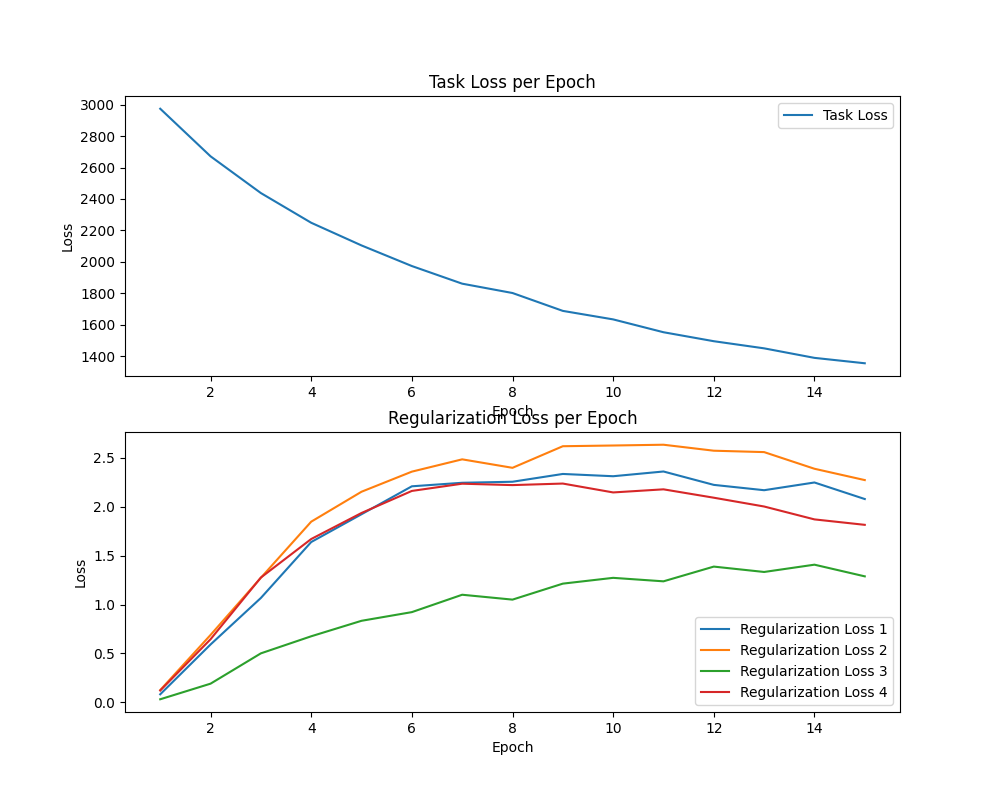 Task Loss per Epoch
3000
2800
2600
2400
2200
2000
1800
1600
1400
Loss
Task Loss
2 4 6 8 10 12 14
Epoch
Regularization Loss per Epoch
2.5
2.0
1.5
1.0
0.5
0.0
Loss
Regularization Loss 1
Regularization Loss 2
Regularization Loss 3
Regularization Loss 4
2 4 6 8 10 12 14
Epoch